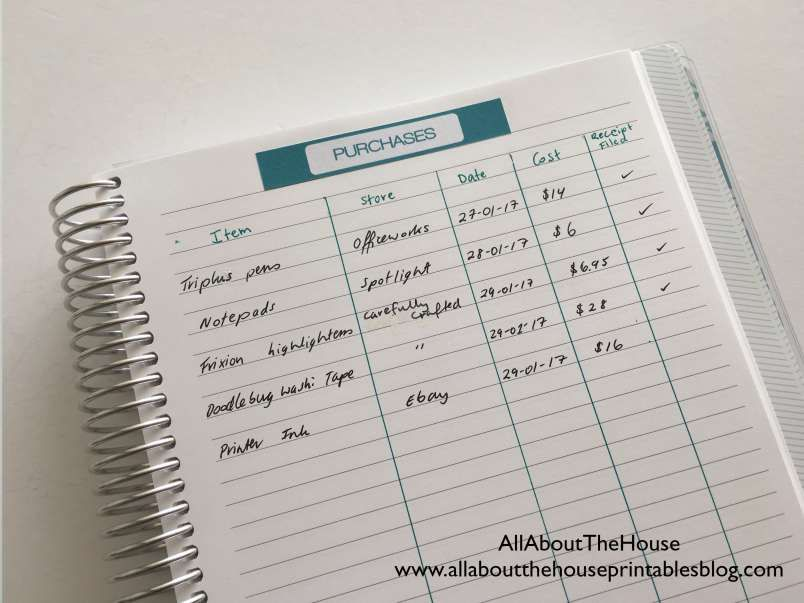 PURCHASES
Item Store Date Cost Receipt Filed
Triplus pens Officeworks 27-01-17 $14 ✓
Notepads Spotlight 28-01-17 $6 ✓
Frixion highlighters carefully crafted 29-01-17 $6.95 ✓
Doodlebug washi Tape " 29-01-17 $28 ✓
Printer Ink Ebay 29-01-17 $16
AllAboutTheHouse
www.allaboutthehouseprintablesblog.com